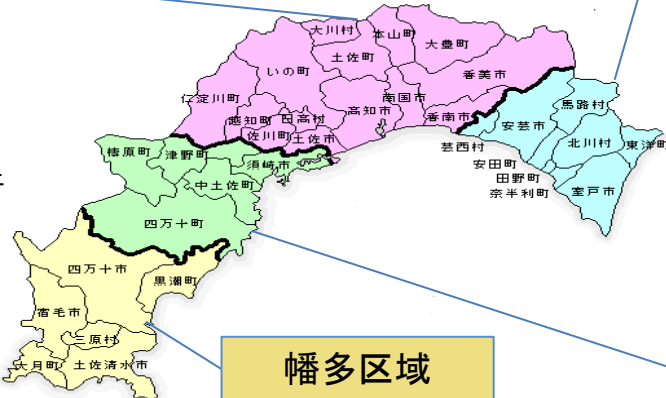 大川村
本山町
大豊町
土佐町
いの町
香美市
仁淀川町
南国市
高知市
越知町
日高村
香南市
佐川町
土佐市
馬路村
安芸市
北川村
東洋町
芸西村
安田町
田野町
奈半利町
室戸市
檮原町
津野町
須崎市
中土佐町
四万十町
四万十市
黒潮町
宿毛市
三原村
大月町
土佐清水市
幡多区域